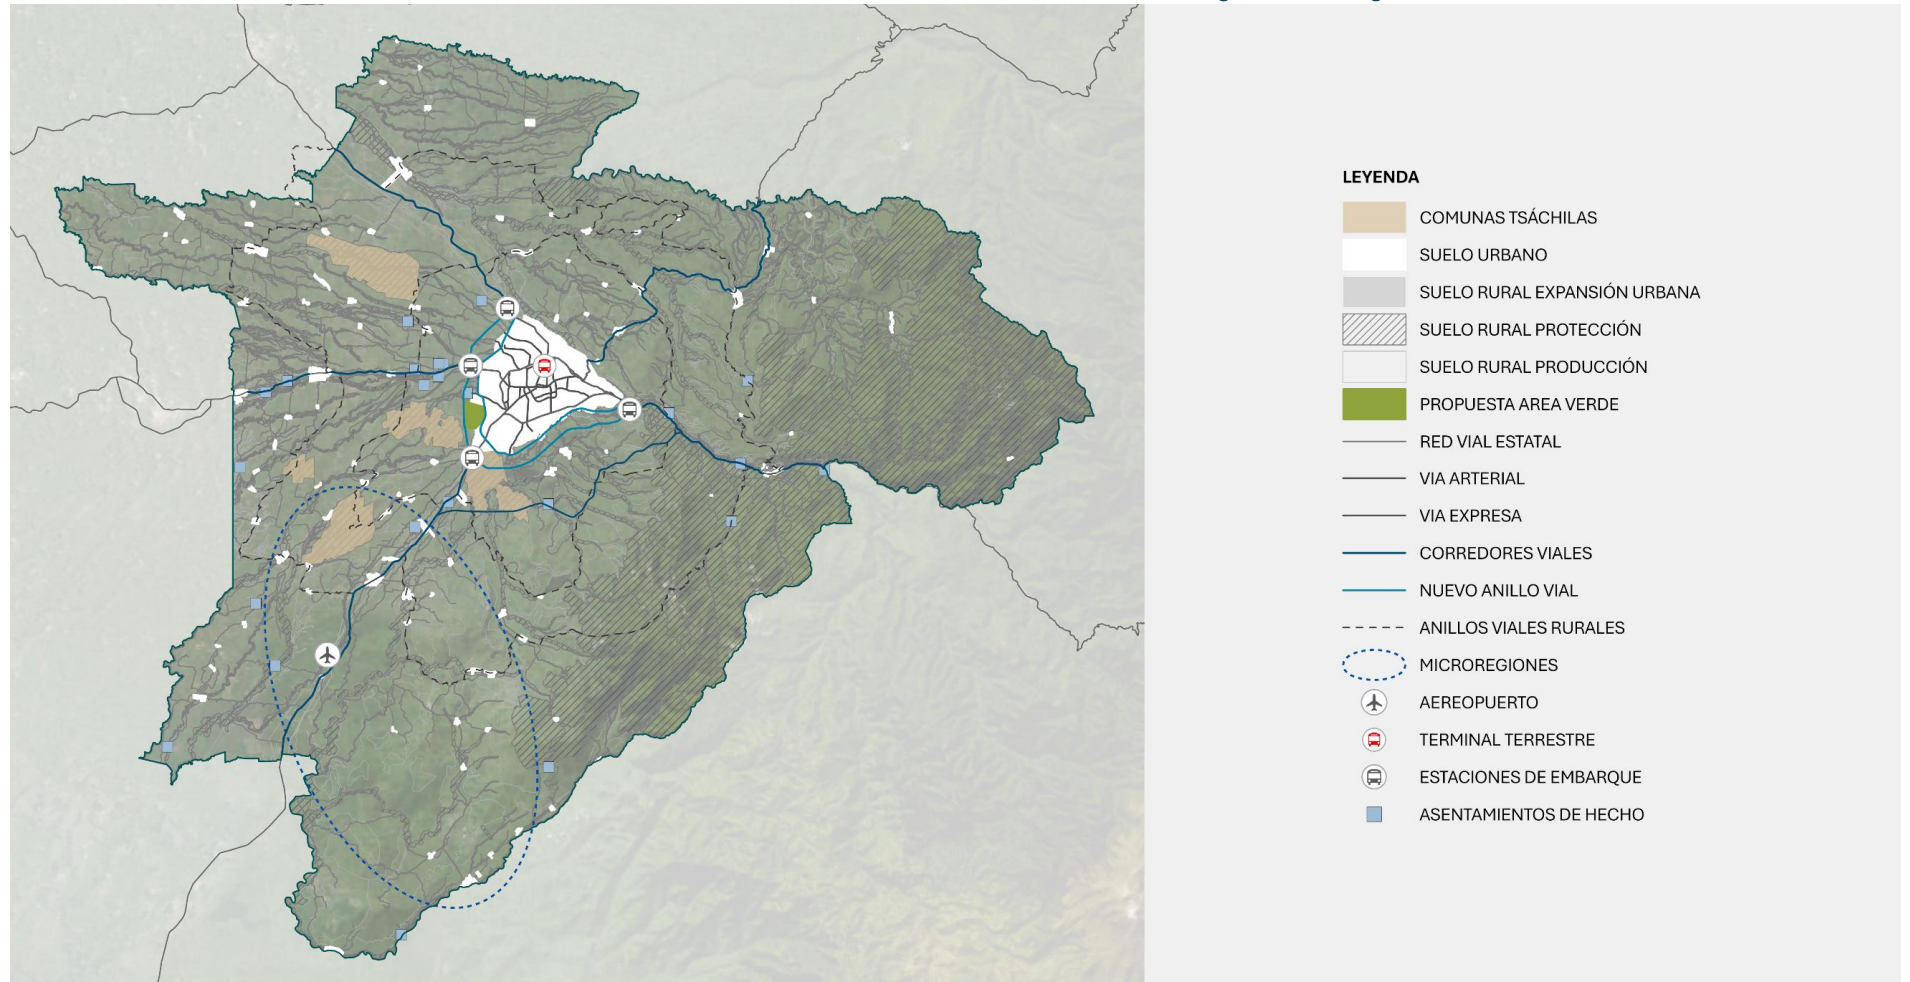 LEYENDA
COMUNAS TSÁCHILAS
SUELO URBANO
SUELO RURAL EXPANSIÓN URBANA
SUELO RURAL PROTECCIÓN
SUELO RURAL PRODUCCIÓN
PROPUESTA AREA VERDE
RED VIAL ESTATAL
VIA ARTERIAL
VIA EXPRESA
CORREDORES VIALES
NUEVO ANILLO VIAL
ANILLOS VIALES RURALES
MICROREGIONES
AEREOPUERTO
TERMINAL TERRESTRE
ESTACIONES DE EMBARQUE
ASENTAMIENTOS DE HECHO